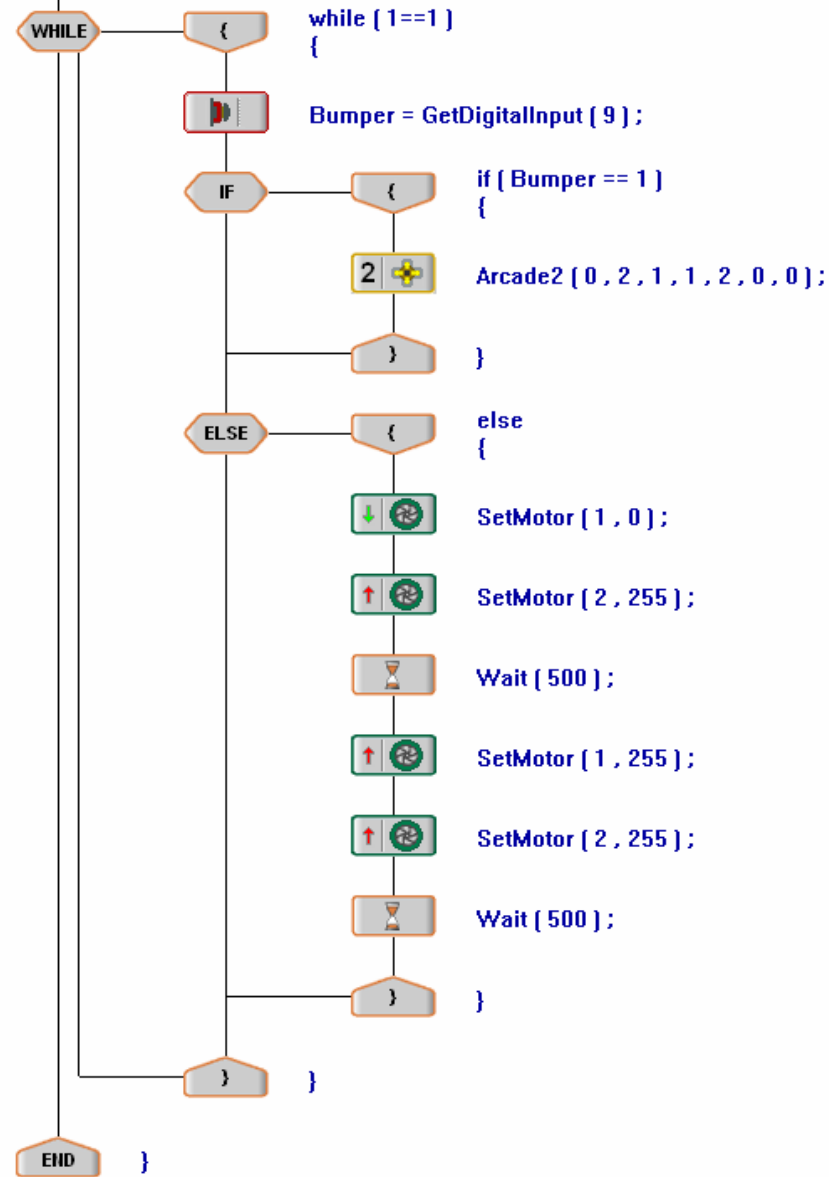 WHILE { while ( 1==1 )
{
Bumper = GetDigitalInput ( 9 ) ;
IF { if ( Bumper == 1 )
{
2 Arcade2 ( 0 , 2 , 1 , 1 , 2 , 0 , 0 ) ;
} }
ELSE { else
{
SetMotor ( 1 , 0 ) ;
SetMotor ( 2 , 255 ) ;
Wait ( 500 ) ;
SetMotor ( 1 , 255 ) ;
SetMotor ( 2 , 255 ) ;
Wait ( 500 ) ;
} }
} }
END }